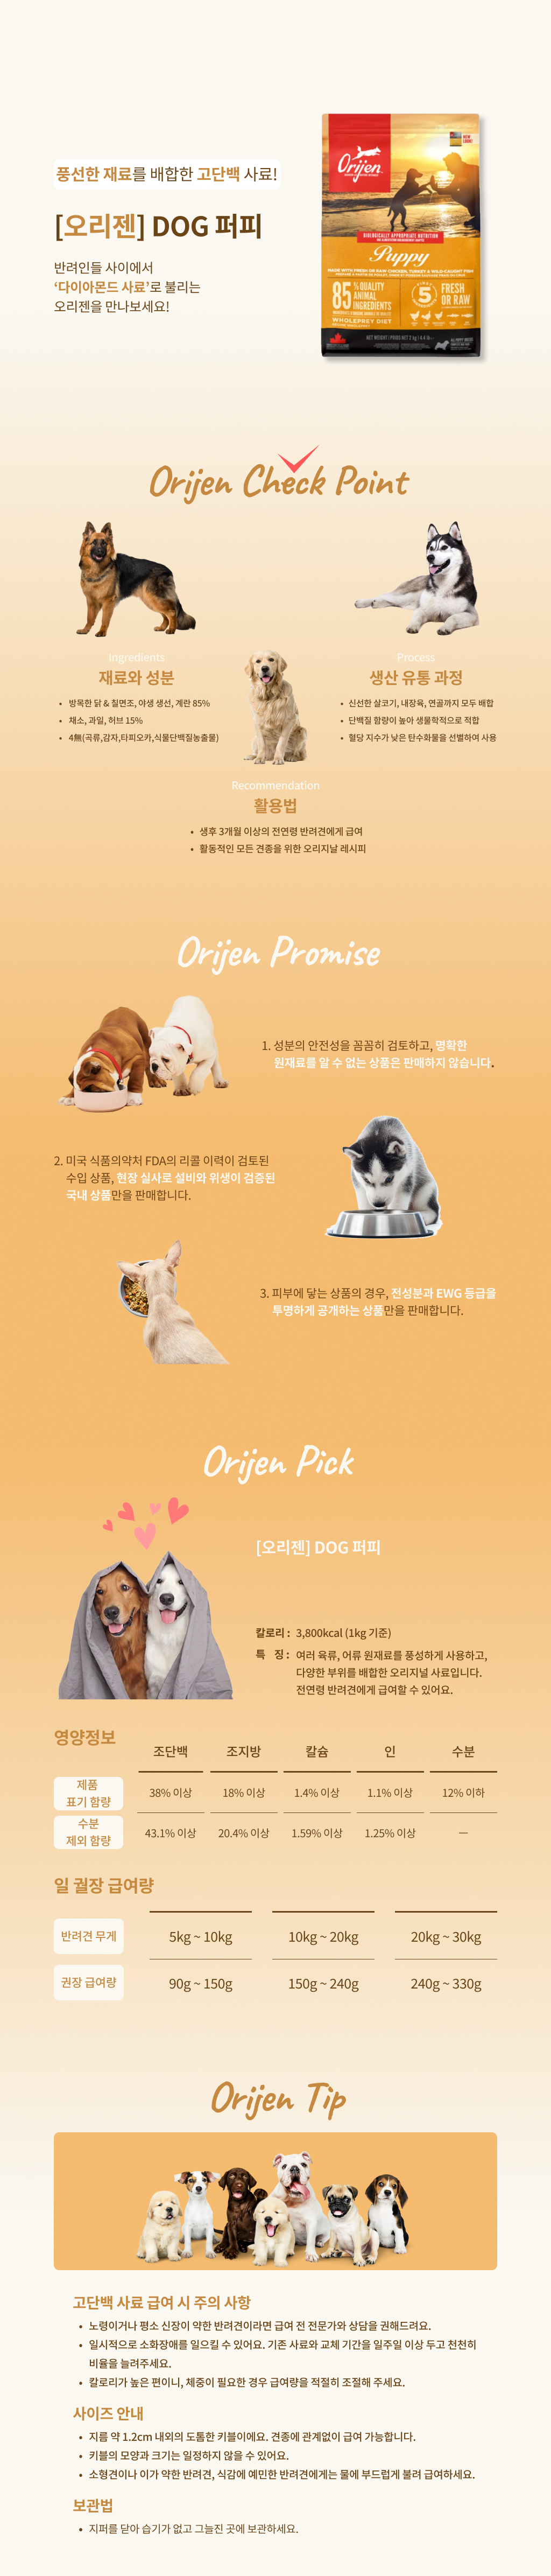 풍선한 재료를 배합한 고단백 사료!
[오리젠] DOG 퍼피
반려인들 사이에서
‘다이아몬드 사료’로 불리는
오리젠을 만나보세요!
Orijen
BIOLOGICALLY APPROPRIATE NUTRITION
Puppy
MADE WITH FRESH OR RAW CHICKEN, TURKEY & WILD-CAUGHT FISH
85% QUALITY
ANIMAL
INGREDIENTS
WHOLEPREY DIET
5
FRESH
OR RAW
Orijen Check Point
Ingredients
재료와 성분
• 방목한 닭 & 칠면조, 야생 생선, 계란 85%
• 채소, 과일, 허브 15%
• 4無(곡류,감자,타피오카,식물단백질농출물)
Process
생산 유통 과정
• 신선한 살코기, 내장육, 연골까지 모두 배합
• 단백질 함량이 높아 생물학적으로 적합
• 혈당 지수가 낮은 탄수화물을 선별하여 사용
Recommendation
활용법
• 생후 3개월 이상의 전연령 반려견에게 급여
• 활동적인 모든 견종을 위한 오리지날 레시피
Orijen Promise
1. 성분의 안전성을 꼼꼼히 검토하고, 명확한
원재료를 알 수 없는 상품은 판매하지 않습니다.
2. 미국 식품의약처 FDA의 리콜 이력이 검토된
수입 상품, 현장 실사로 설비와 위생이 검증된
국내 상품만을 판매합니다.
3. 피부에 닿는 상품의 경우, 전성분과 EWG 등급을
투명하게 공개하는 상품만을 판매합니다.
Orijen Pick
[오리젠] DOG 퍼피
칼로리 : 3,800kcal (1kg 기준)
특 징 : 여러 육류, 어류 원재료를 풍성하게 사용하고,
다양한 부위를 배합한 오리지널 사료입니다.
전연령 반려견에게 급여할 수 있어요.
영양정보
조단백 조지방 칼슘 인 수분
제품
표기 함량
38% 이상 18% 이상 1.4% 이상 1.1% 이상 12% 이하
수분
제외 함량
43.1% 이상 20.4% 이상 1.59% 이상 1.25% 이상 —
일 궐장 급여량
반려견 무게 5kg ~ 10kg 10kg ~ 20kg 20kg ~ 30kg
권장 급여량 90g ~ 150g 150g ~ 240g 240g ~ 330g
Orijen Tip
고단백 사료 급여 시 주의 사항
• 노령이거나 평소 신장이 약한 반려견이라면 급여 전 전문가와 상담을 권해드려요.
• 일시적으로 소화장애를 일으킬 수 있어요. 기존 사료와 교체 기간을 일주일 이상 두고 천천히
비율을 늘려주세요.
• 칼로리가 높은 편이니, 체중이 필요한 경우 급여량을 적절히 조절해 주세요.
사이즈 안내
• 지름 약 1.2cm 내외의 도톰한 키블이에요. 견종에 관계없이 급여 가능합니다.
• 키블의 모양과 크기는 일정하지 않을 수 있어요.
• 소형견이나 이가 약한 반려견, 식감에 예민한 반려견에게는 물에 부드럽게 불려 급여하세요.
보관법
• 지퍼를 닫아 습기가 없고 그늘진 곳에 보관하세요.